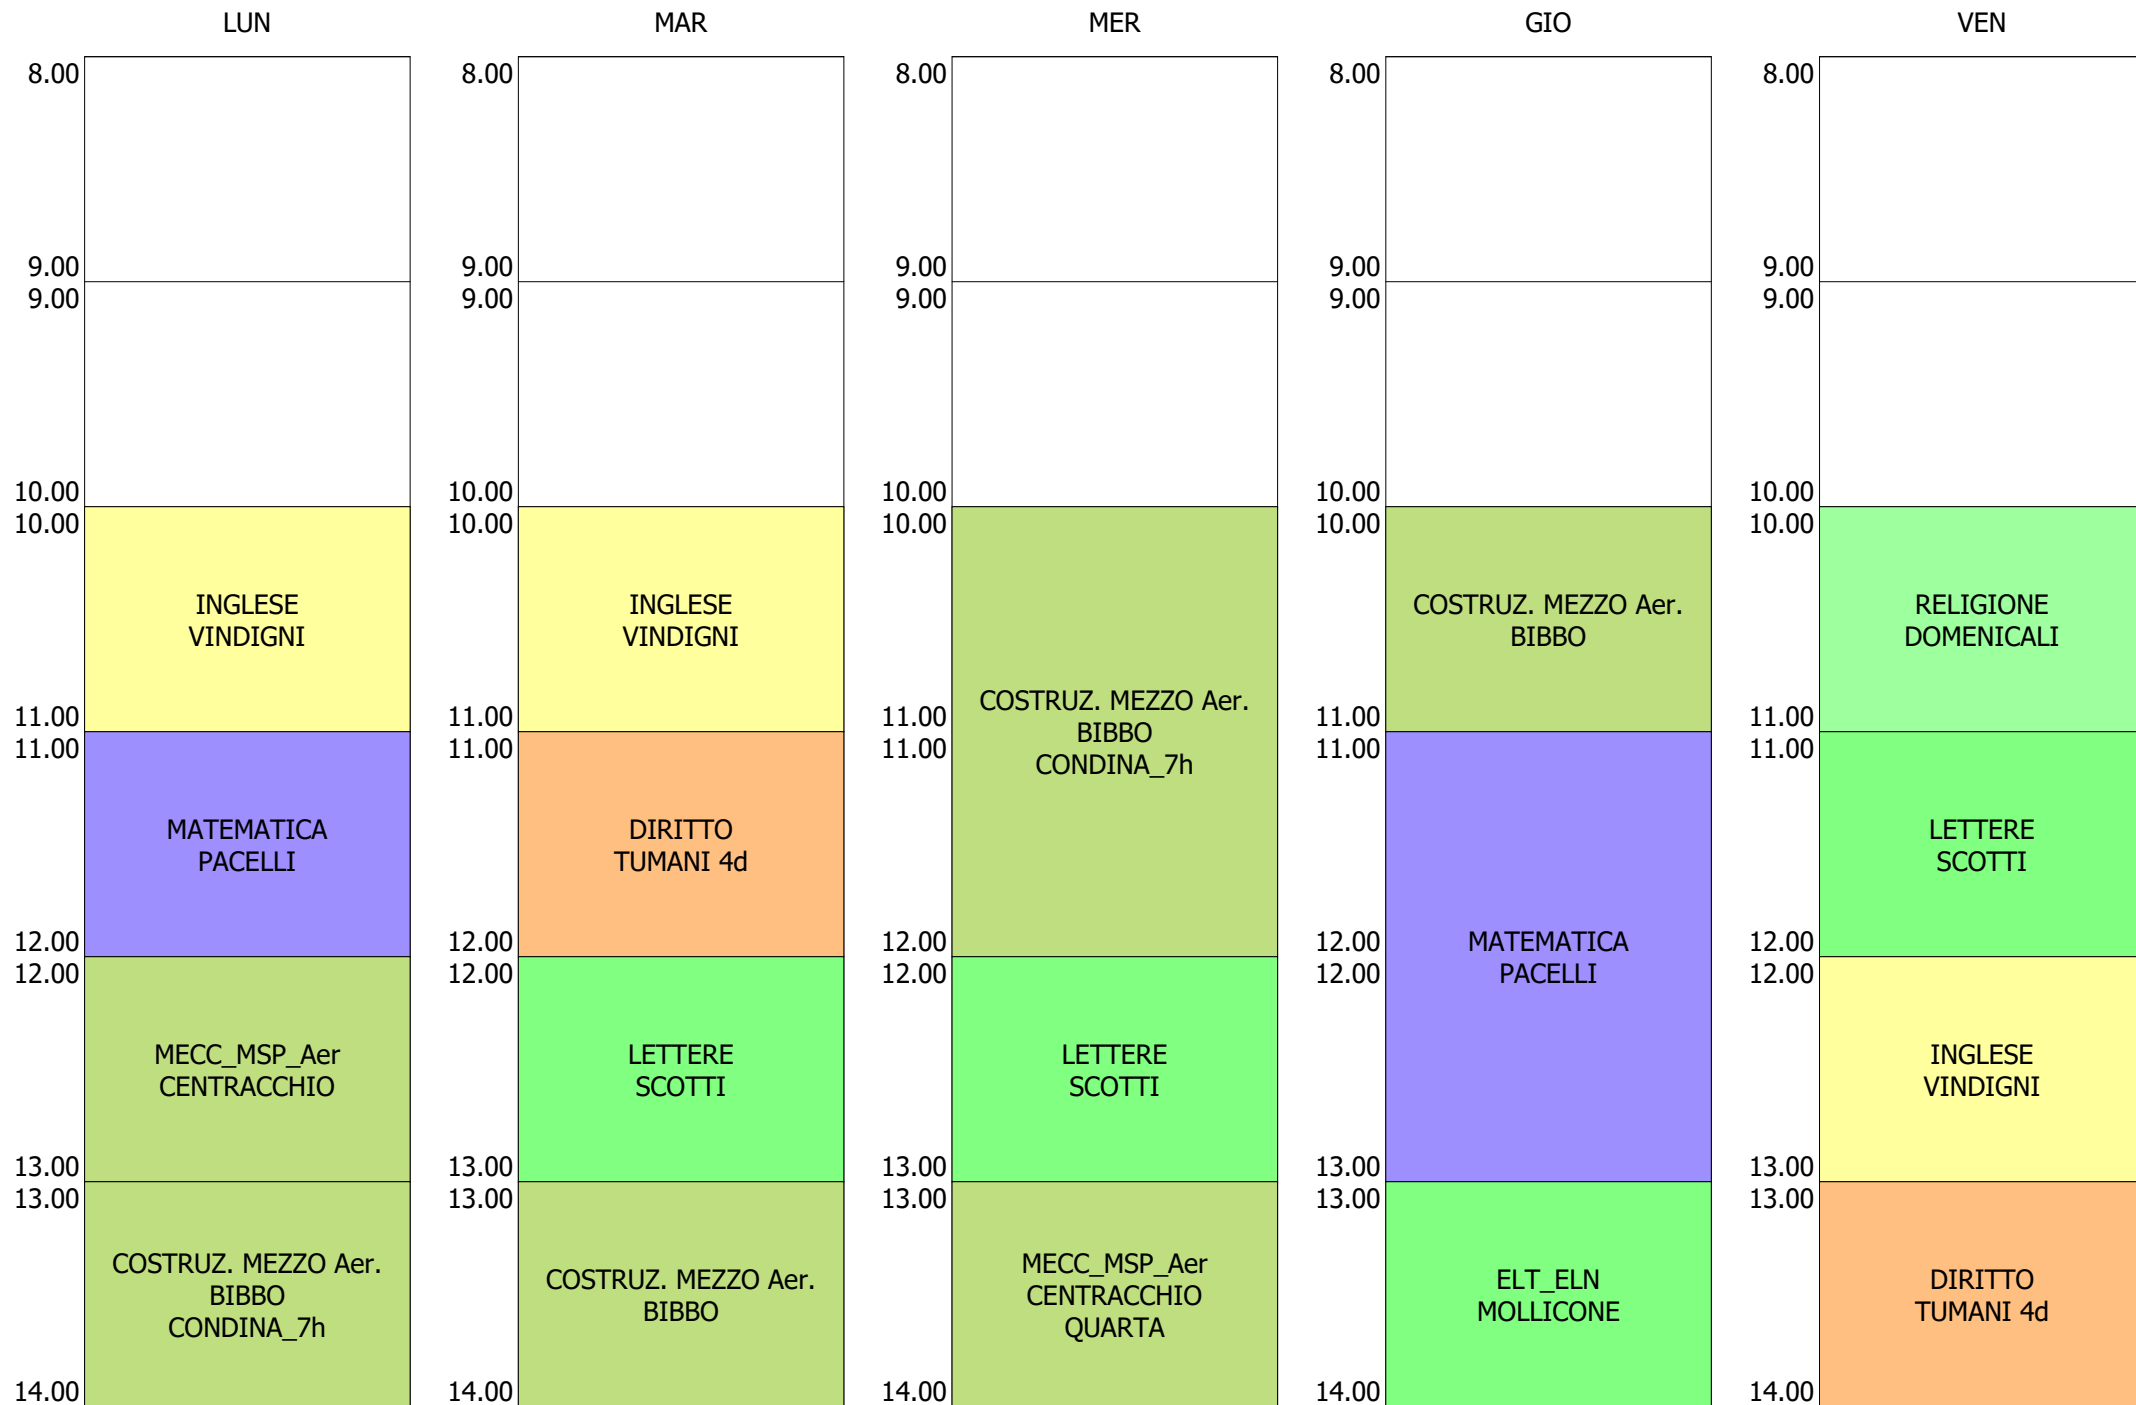 LUN
MAR
MER
GIO
VEN
8.00
8.00
8.00
8.00
8.00
9.00
9.00
9.00
9.00
9.00
9.00
9.00
9.00
9.00
9.00
10.00
10.00
10.00
10.00
10.00
10.00
10.00
10.00
10.00
10.00
INGLESE
VINDIGNI
INGLESE
VINDIGNI
COSTRUZ. MEZZO Aer.
BIBBO
CONDINA_7h
COSTRUZ. MEZZO Aer.
BIBBO
RELIGIONE
DOMENICALI
11.00
11.00
11.00
11.00
11.00
11.00
11.00
11.00
11.00
11.00
MATEMATICA
PACELLI
DIRITTO
TUMANI 4d
MATEMATICA
PACELLI
LETTERE
SCOTTI
12.00
12.00
12.00
12.00
12.00
12.00
12.00
12.00
12.00
12.00
MECC_MSP_Aer
CENTRACCHIO
LETTERE
SCOTTI
LETTERE
SCOTTI
INGLESE
VINDIGNI
13.00
13.00
13.00
13.00
13.00
13.00
13.00
13.00
13.00
13.00
COSTRUZ. MEZZO Aer.
BIBBO
CONDINA_7h
COSTRUZ. MEZZO Aer.
BIBBO
MECC_MSP_Aer
CENTRACCHIO
QUARTA
ELT_ELN
MOLLICONE
DIRITTO
TUMANI 4d
14.00
14.00
14.00
14.00
14.00